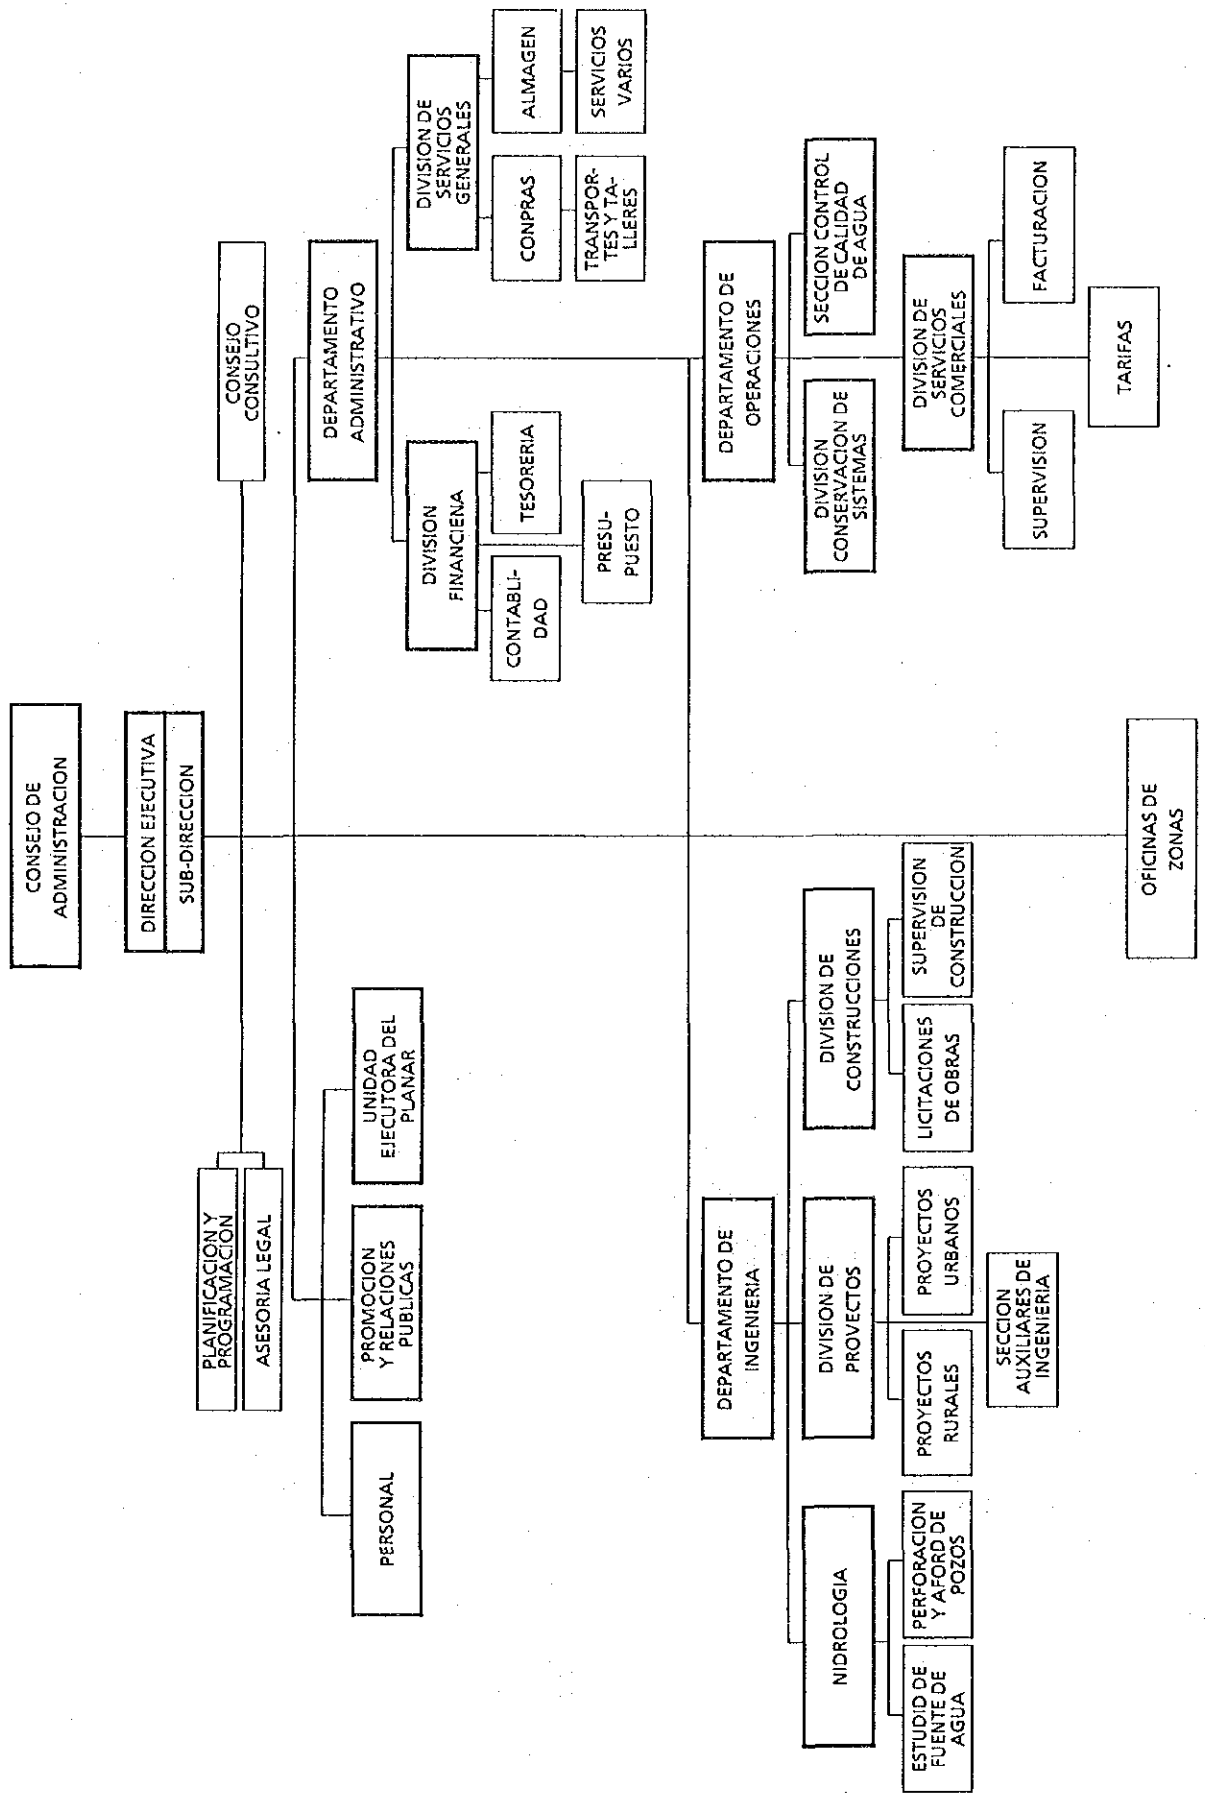 CONSEJO DE
ADMINISTRACION
DIRECCION EJECUTIVA
SUB-DIRECCION
PLANIFICACION Y
PROGRAMACION
ASESORIA LEGAL
CONSEJO
CONSULTIVO
PERSONAL
PROMOCION
Y RELACIONES
PUBLICAS
UNIDAD
EJECUTORA DEL
PLANAR
DEPARTAMENTO
ADMINISTRATIVO
DIVISION
FINANCIENA
CONTABLI-
DAD
TESORERIA
PRESU-
PUESTO
DIVISION DE
SERVICIOS
GENERALES
CONPRAS
ALMAGEN
TRANSPOR-
TES Y TA-
LLERES
SERVICIOS
VARIOS
DEPARTAMENTO DE
INGENIERIA
NIDROLOGIA
ESTUDID DE
FUENTE DE
AGUA
PERFORACION
Y AFORD DE
POZOS
DIVISION DE
PROVECTOS
PROYECTOS
RURALES
PROYECTOS
URBANOS
SECCION
AUXILIARES DE
INGENIERIA
DIVISION DE
CONSTRUCCIONES
LICITACIONES
DE OBRAS
SUPERVISION
DE
CONSTRUCCION
DEPARTAMENTO DE
OPERACIONES
DIVISION
CONSERVACION DE
SISTEMAS
SECCION CONTROL
DE CALIDAD
DE AGUA
DIVISION DE
SERVICIOS
COMERCIALES
SUPERVISION
FACTURACION
TARIFAS
OFICINAS DE
ZONAS